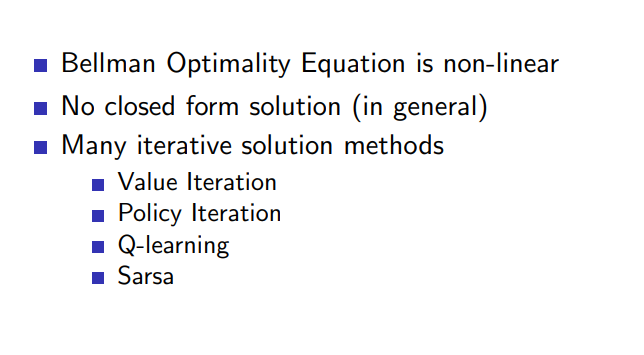 Bellman Optimality Equation is non-linear
No closed form solution (in general)
Many iterative solution methods
Value Iteration
Policy Iteration
Q-learning
Sarsa